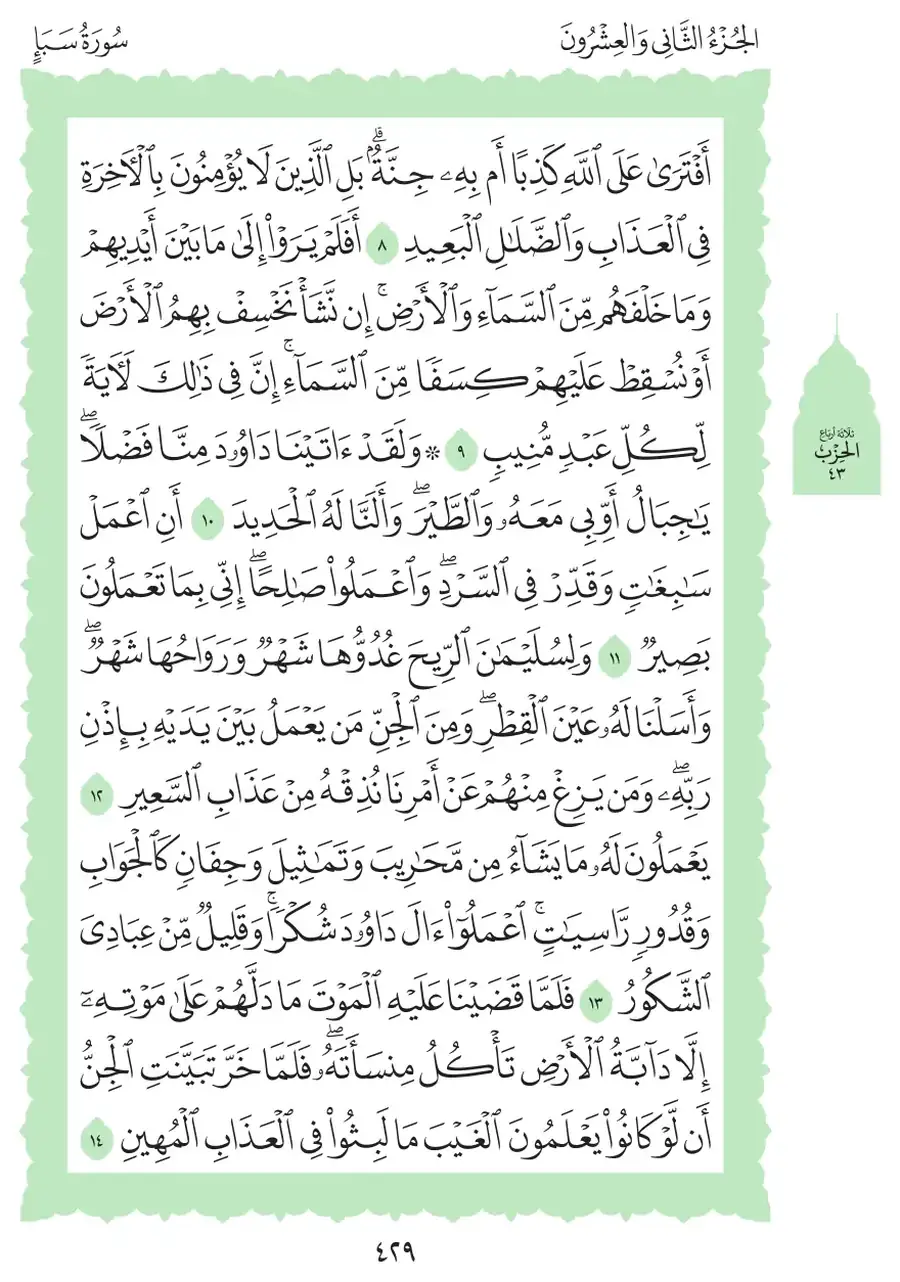 الجُزْءُ الثَّانِي وَالعِشْرُونَ
سُورَةُ سَبَإٍ
أَفْتَرَىٰ عَلَى ٱللَّهِ كَذِبًا أَم بِهِۦ جِنَّةٌۢۗ بَلِ ٱلَّذِينَ لَا يُؤْمِنُونَ بِٱلْأٓخِرَةِ
فِي ٱلْعَذَابِ وَٱلضَّلَٰلِ ٱلْبَعِيدِ ٨ أَفَلَمْ يَرَوْا۟ إِلَىٰ مَا بَيْنَ أَيْدِيهِمْ
وَمَا خَلْفَهُم مِّنَ ٱلسَّمَآءِ وَٱلْأَرْضِۚ إِن نَّشَأْ نَخْسِفْ بِهِمُ ٱلْأَرْضَ
أَوْ نُسْقِطْ عَلَيْهِمْ كِسَفًا مِّنَ ٱلسَّمَآءِۚ إِنَّ فِي ذَٰلِكَ لَأٓيَةً
لِّكُلِّ عَبْدٍ مُّنِيبٍ ٩ ۞ وَلَقَدْ ءَاتَيْنَا دَاوُۥدَ مِنَّا فَضْلًاۖ
يَٰجِبَالُ أَوِّبِي مَعَهُۥ وَٱلطَّيْرَۖ وَأَلَنَّا لَهُ ٱلْحَدِيدَ ١٠ أَنِ ٱعْمَلْ
سَٰبِغَٰتٍ وَقَدِّرْ فِي ٱلسَّرْدِۖ وَٱعْمَلُوا۟ صَٰلِحًاۖ إِنِّي بِمَا تَعْمَلُونَ
بَصِيرٌ ١١ وَلِسُلَيْمَٰنَ ٱلرِّيحَ غُدُوُّهَا شَهْرٌ وَرَوَاحُهَا شَهْرٌۖ
وَأَسَلْنَا لَهُۥ عَيْنَ ٱلْقِطْرِۖ وَمِنَ ٱلْجِنِّ مَن يَعْمَلُ بَيْنَ يَدَيْهِ بِإِذْنِ
رَبِّهِۦۖ وَمَن يَزِغْ مِنْهُمْ عَنْ أَمْرِنَا نُذِقْهُ مِنْ عَذَابِ ٱلسَّعِيرِ ١٢
يَعْمَلُونَ لَهُۥ مَا يَشَآءُ مِن مَّحَٰرِيبَ وَتَمَٰثِيلَ وَجِفَانٍ كَٱلْجَوَابِ
وَقُدُورٍ رَّاسِيَٰتٍۚ ٱعْمَلُوٓا۟ ءَالَ دَاوُۥدَ شُكْرًاۚ وَقَلِيلٌ مِّنْ عِبَادِيَ
ٱلشَّكُورُ ١٣ فَلَمَّا قَضَيْنَا عَلَيْهِ ٱلْمَوْتَ مَا دَلَّهُمْ عَلَىٰ مَوْتِهِۦٓ
إِلَّا دَآبَّةُ ٱلْأَرْضِ تَأْكُلُ مِنسَأَتَهُۥۖ فَلَمَّا خَرَّ تَبَيَّنَتِ ٱلْجِنُّ
أَن لَّوْ كَانُوا۟ يَعْلَمُونَ ٱلْغَيْبَ مَا لَبِثُوا۟ فِي ٱلْعَذَابِ ٱلْمُهِينِ ١٤
ثَلَاثَةُ أَرْبَاعِ
الحِزْبِ
٤٣
٤٢٩